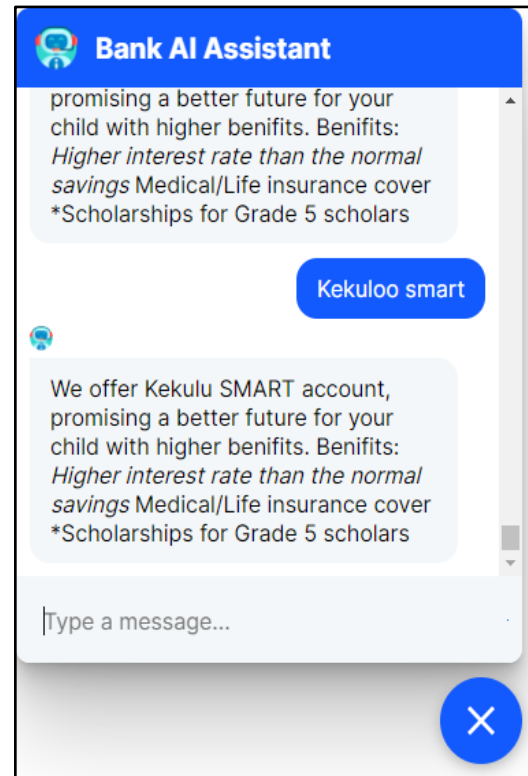 Bank AI Assistant
promising a better future for your
child with higher benifits. Benifits:
Higher interest rate than the normal
savings Medical/Life insurance cover
*Scholarships for Grade 5 scholars
Kekuloo smart
We offer Kekulu SMART account,
promising a better future for your
child with higher benifits. Benifits:
Higher interest rate than the normal
savings Medical/Life insurance cover
*Scholarships for Grade 5 scholars
Type a message...